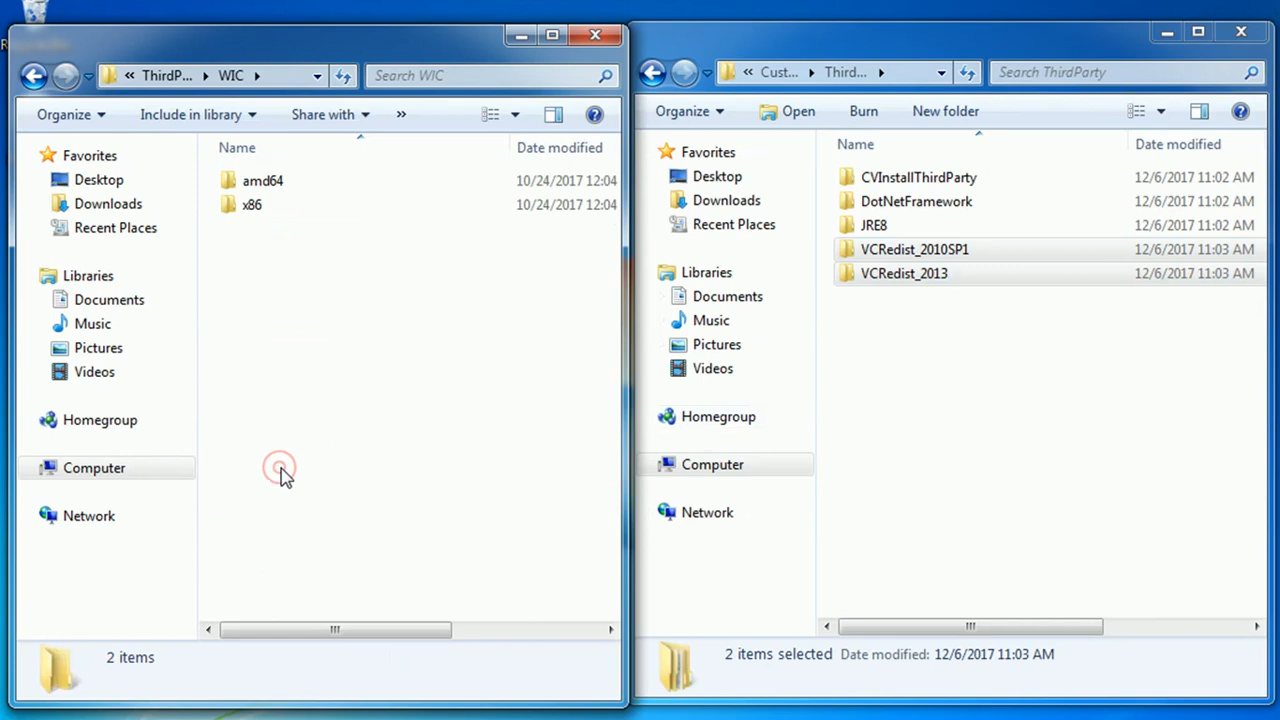 ThirdP... WIC
Search WIC
Organize Include in library Share with »
Favorites
Desktop
Downloads
Recent Places
Libraries
Documents
Music
Pictures
Videos
Homegroup
Computer
Network
Name Date modified
amd64 10/24/2017 12:04
x86 10/24/2017 12:04
2 items
Cust... Third...
Search ThirdParty
Organize Open Burn New folder
Favorites
Desktop
Downloads
Recent Places
Libraries
Documents
Music
Pictures
Videos
Homegroup
Computer
Network
Name Date modified
CVInstallThirdParty 12/6/2017 11:02 AM
DotNetFramework 12/6/2017 11:02 AM
JRE8 12/6/2017 11:02 AM
VCRedist_2010SP1 12/6/2017 11:03 AM
VCRedist_2013 12/6/2017 11:03 AM
2 items selected Date modified: 12/6/2017 11:03 AM